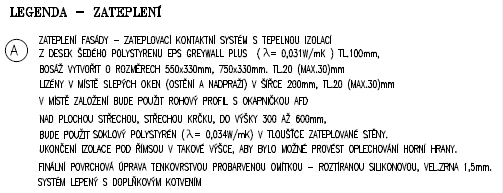 LEGENDA – ZATEPLENÍ
A
ZATEPLENÍ FASÁDY – ZATEPLOVACÍ KONTAKTNÍ SYSTÉM S TEPELNOU IZOLACÍ
Z DESEK ŠEDÉHO POLYSTYRENU EPS GREYWALL PLUS ( λ= 0,031W/mK ) TL.100mm,
BOSÁŽ VYTVOŘIT O ROZMĚRECH 550x330mm, 750x330mm. TL.20 (MAX.30)mm
LIZÉNY V MÍSTĚ SLEPÝCH OKEN (OSTĚNÍ A NADPRAŽÍ) V ŠÍŘCE 200mm, TL.20 (MAX.30)mm
V MÍSTĚ ZALOŽENÍ BUDE POUŽIT ROHOVÝ PROFIL S OKAPNIČKOU AFD
NAD PLOCHOU STŘECHOU, STŘECHOU KRČKU, DO VÝŠKY 300 AŽ 600mm,
BUDE POUŽIT SOKLOVÝ POLYSTYRÉN (λ= 0,034W/mK) V TLOUŠŤCE ZATEPLOVANÉ STĚNY.
UKONČENÍ IZOLACE POD ŘÍMSOU V TAKOVÉ VÝŠCE, ABY BYLO MOŽNÉ PROVÉST OPLECHOVÁNÍ HORNÍ HRANY.
FINÁLNÍ POVRCHOVÁ ÚPRAVA TENKOVRSTVOU PROBARVENOU OMÍTKOU – ROZTÍRANOU SILIKONOVOU, VEL.ZRNA 1,5mm.
SYSTÉM LEPENÝ S DOPLŇKOVÝM KOTVENÍM